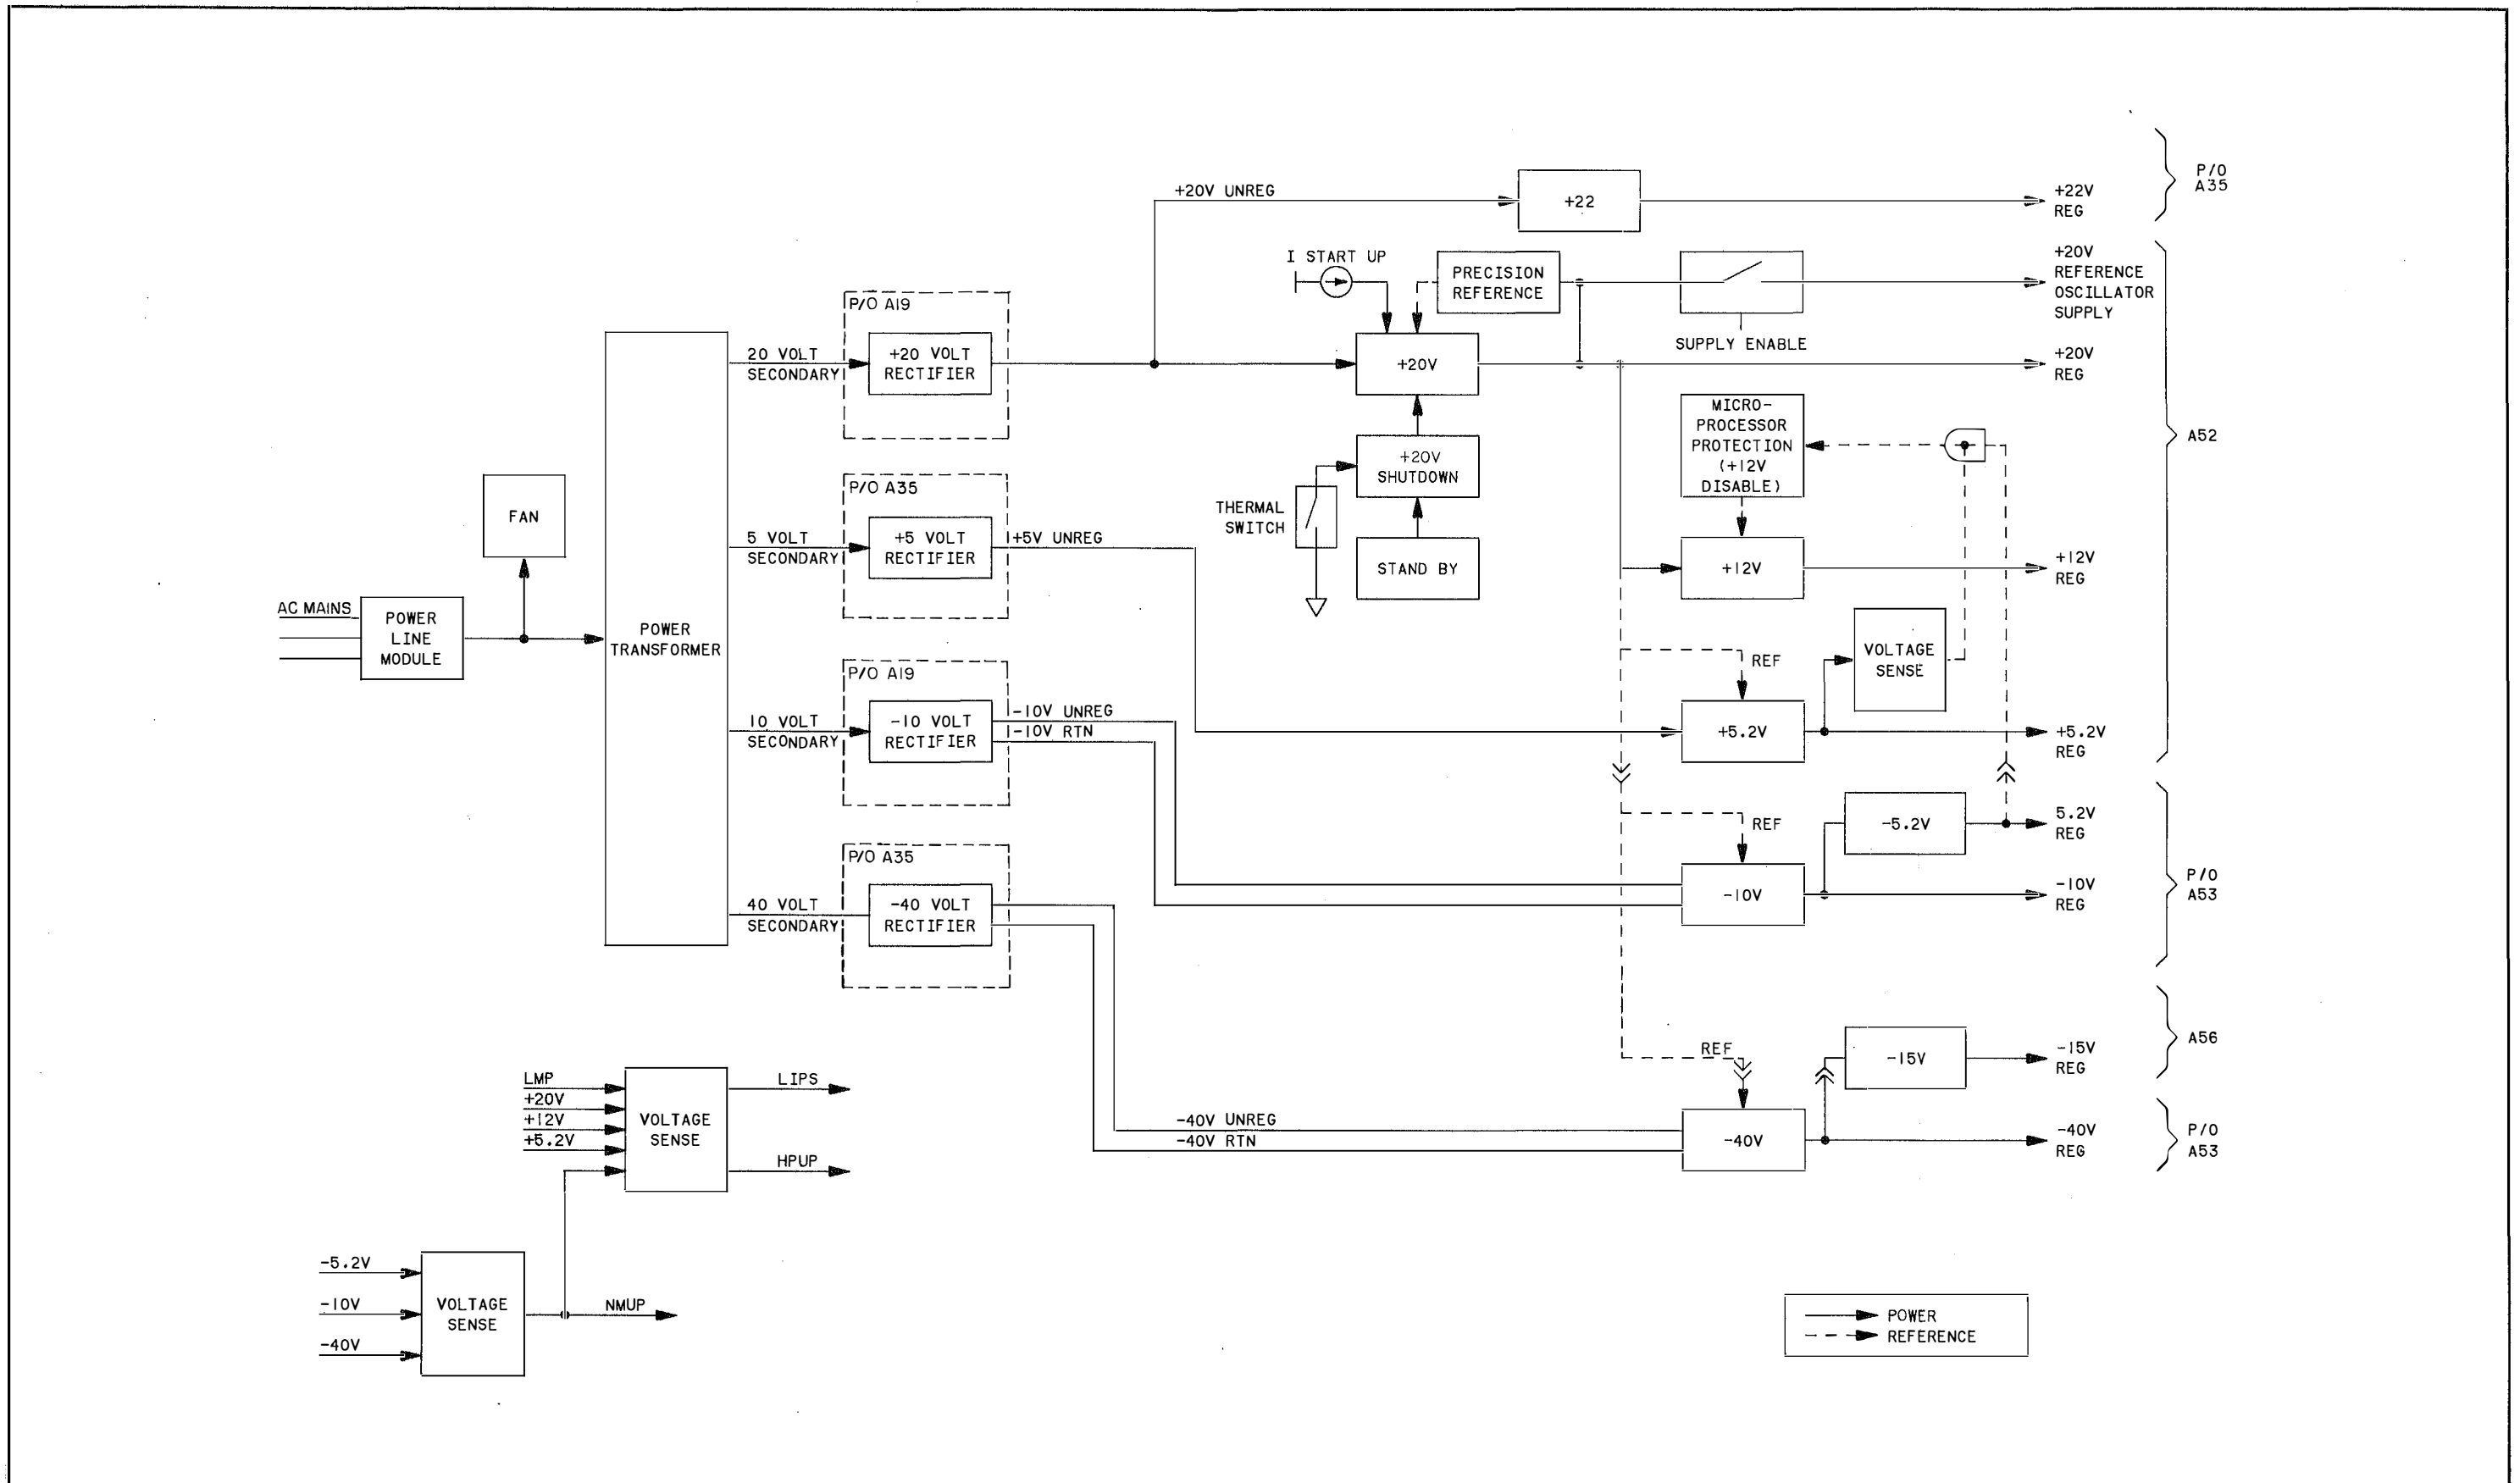 +20V UNREG
+22
+22V
REG
P/O
A35
I START UP
PRECISION
REFERENCE
SUPPLY ENABLE
+20V
REFERENCE
OSCILLATOR
SUPPLY
P/O A19
20 VOLT
SECONDARY
+20 VOLT
RECTIFIER
+20V
+20V
REG
MICRO-
PROCESSOR
PROTECTION
(+12V
DISABLE)
A52
+20V
SHUTDOWN
THERMAL
SWITCH
STAND BY
FAN
P/O A35
5 VOLT
SECONDARY
+5 VOLT
RECTIFIER
+5V UNREG
+12V
+12V
REG
AC MAINS
POWER
LINE
MODULE
POWER
TRANSFORMER
VOLTAGE
SENSE
REF
P/O A19
10 VOLT
SECONDARY
-10 VOLT
RECTIFIER
-10V UNREG
-10V RTN
+5.2V
+5.2V
REG
REF
-5.2V
5.2V
REG
P/O A35
40 VOLT
SECONDARY
-40 VOLT
RECTIFIER
-10V
-10V
REG
P/O
A53
REF
-15V
-15V
REG
A56
-40V UNREG
-40V RTN
-40V
-40V
REG
P/O
A53
LMP
+20V
+12V
+5.2V
VOLTAGE
SENSE
LIPS
HPUP
-5.2V
-10V
-40V
VOLTAGE
SENSE
NMUP
POWER
REFERENCE